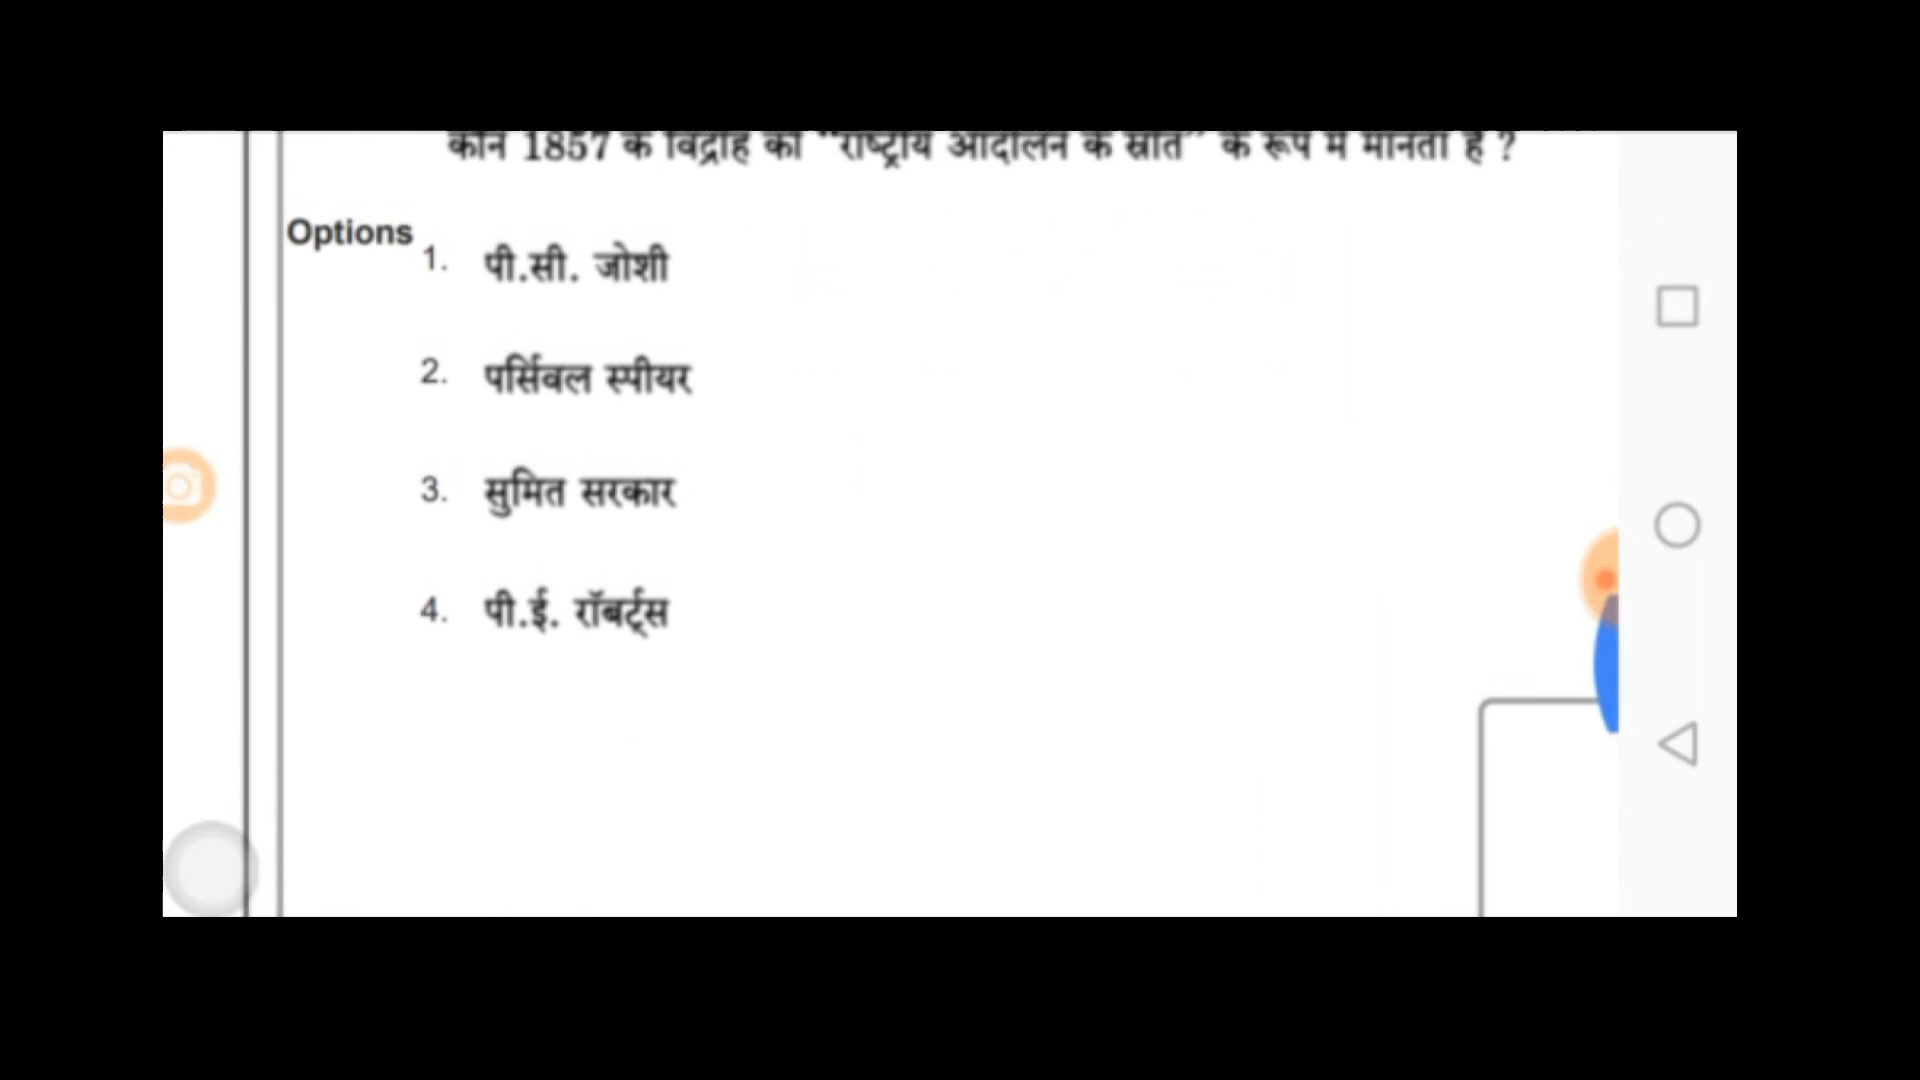 कौन 1857 के विद्रोह को “राष्ट्रीय आंदोलन के स्रोत” के रूप में मानता है ?
Options
1. पी.सी. जोशी
2. पर्सिवल स्पीयर
3. सुमित सरकार
4. पी.ई. रॉबर्ट्स